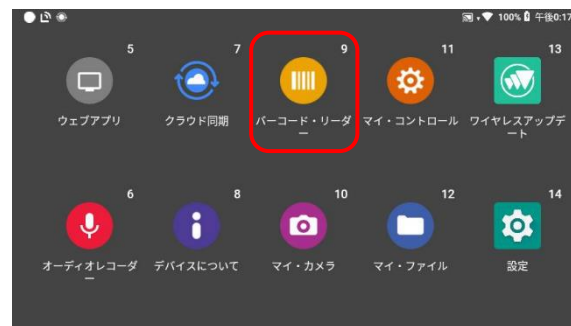 100% 午後0:17
5
7
9
11
13
ウェブアプリ
クラウド同期
バーコード・リーダ
ー
マイ・コントロール
ワイヤレスアップデ
ート
6
8
10
12
14
オーディオレコーダ
ー
デバイスについて
マイ・カメラ
マイ・ファイル
設定